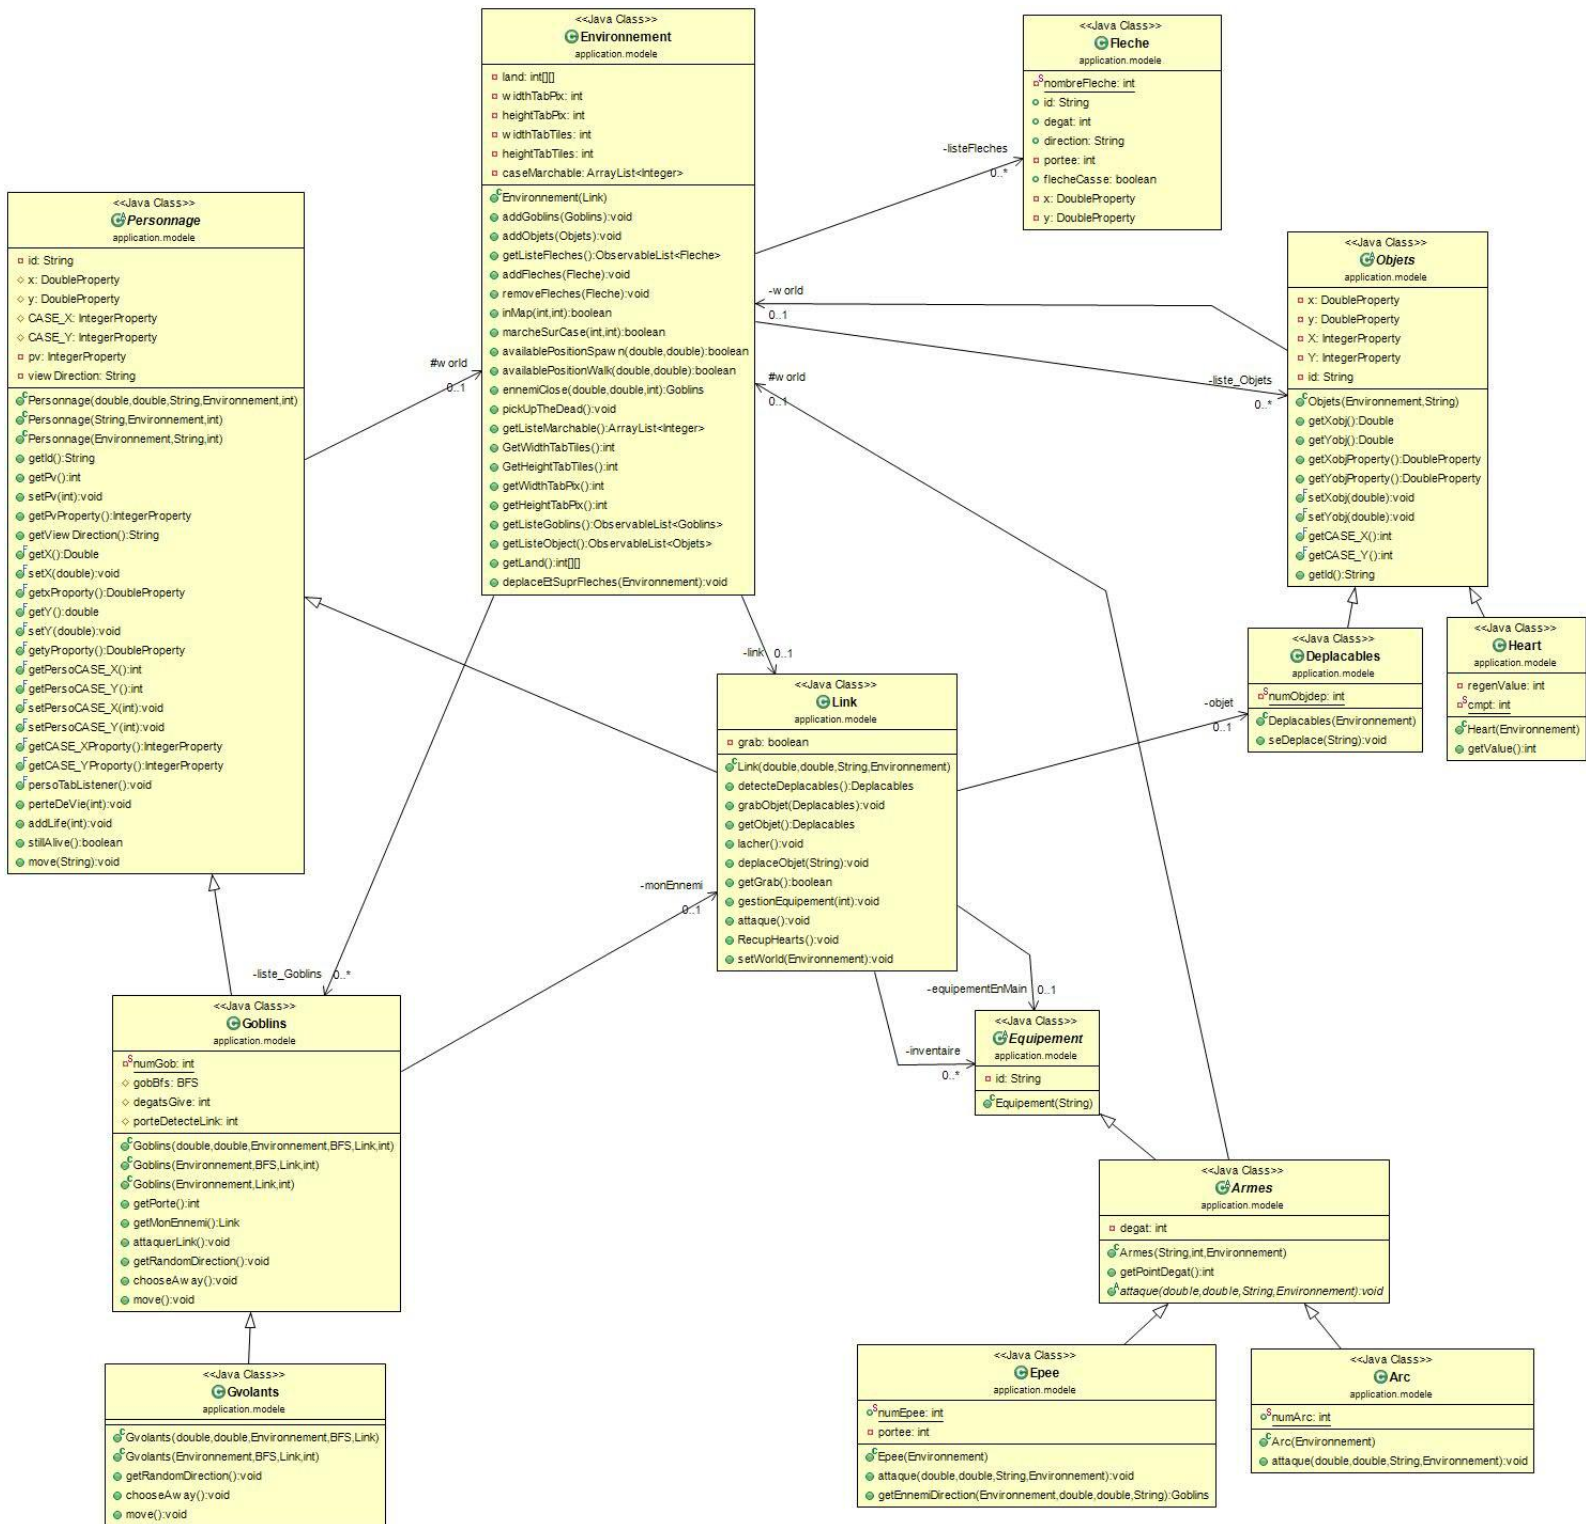 <<Java Class>>
Environnement
application.modele
land: int[][]
widthTabPix: int
heightTabPix: int
widthTabTiles: int
heightTabTiles: int
caseMarchable: ArrayList<Integer>
Environnement(Link)
addGoblins(Goblins):void
addObjets(Objets):void
getListeFleches():ObservableList<Fleche>
addFleches(Fleche):void
removeFleches(Fleche):void
inMap(int,int):boolean
marcheSurCase(int,int):boolean
availablePositionSpawn(double,double):boolean
availablePositionWalk(double,double):boolean
ennemiClose(double,double,int):Goblins
pickUpTheDead():void
getListeMarchable():ArrayList<Integer>
GetWidthTabTiles():int
GetHeightTabTiles():int
getWidthTabPix():int
getHeightTabPix():int
getListeGoblins():ObservableList<Goblins>
getListeObject():ObservableList<Objets>
getLand():int[][]
deplaceEtSuprFleches(Environnement):void
<<Java Class>>
Fleche
application.modele
nombreFleche: int
id: String
degat: int
direction: String
portee: int
flecheCasse: boolean
x: DoubleProperty
y: DoubleProperty
-listeFleches
0..*
<<Java Class>>
Personnage
application.modele
id: String
x: DoubleProperty
y: DoubleProperty
CASE_X: IntegerProperty
CASE_Y: IntegerProperty
pv: IntegerProperty
viewDirection: String
Personnage(double,double,String,Environnement,int)
Personnage(String,Environnement,int)
Personnage(Environnement,String,int)
getId():String
getPv():int
setPv(int):void
getPvProperty():IntegerProperty
getViewDirection():String
getX():Double
setX(double):void
getxProporty():DoubleProperty
getY():double
setY(double):void
getyProporty():DoubleProperty
getPersoCASE_X():int
getPersoCASE_Y():int
setPersoCASE_X(int):void
setPersoCASE_Y(int):void
getCASE_XProporty():IntegerProperty
getCASE_YProporty():IntegerProperty
persoTabListener():void
perteDeVie(int):void
addLife(int):void
stillAlive():boolean
move(String):void
#world
0..1
-world
0..1
#world
0..1
-liste_Objets
0..*
<<Java Class>>
Objets
application.modele
x: DoubleProperty
y: DoubleProperty
X: IntegerProperty
Y: IntegerProperty
id: String
Objets(Environnement,String)
getXobj():Double
getYobj():Double
getXobjProperty():DoubleProperty
getYobjProperty():DoubleProperty
setXobj(double):void
setYobj(double):void
getCASE_X():int
getCASE_Y():int
getId():String
<<Java Class>>
Deplacables
application.modele
numObjdep: int
Deplacables(Environnement)
seDeplace(String):void
<<Java Class>>
Heart
application.modele
regenValue: int
cmpt: int
Heart(Environnement)
getValue():int
-link
0..1
-objet
0..1
<<Java Class>>
Link
application.modele
grab: boolean
Link(double,double,String,Environnement)
detecteDeplacables():Deplacables
grabObjet(Deplacables):void
getObjet():Deplacables
lacher():void
deplaceObjet(String):void
getGrab():boolean
gestionEquipement(int):void
attaque():void
RecupHearts():void
setWorld(Environnement):void
-monEnnemi
0..1
-liste_Goblins
0..*
-equipementEnMain
0..1
-inventaire
0..*
<<Java Class>>
Goblins
application.modele
numGob: int
gobBfs: BFS
degatsGive: int
porteDetecteLink: int
Goblins(double,double,Environnement,BFS,Link,int)
Goblins(Environnement,BFS,Link,int)
Goblins(Environnement,Link,int)
getPorte():int
getMonEnnemi():Link
attaquerLink():void
getRandomDirection():void
chooseAway():void
move():void
<<Java Class>>
Equipement
application.modele
id: String
Equipement(String)
<<Java Class>>
Armes
application.modele
degat: int
Armes(String,int,Environnement)
getPointDegat():int
attaque(double,double,String,Environnement):void
<<Java Class>>
Gvolants
application.modele
Gvolants(double,double,Environnement,BFS,Link)
Gvolants(Environnement,BFS,Link,int)
getRandomDirection():void
chooseAway():void
move():void
<<Java Class>>
Epee
application.modele
numEpee: int
portee: int
Epee(Environnement)
attaque(double,double,String,Environnement):void
getEnnemiDirection(Environnement,double,double,String):Goblins
<<Java Class>>
Arc
application.modele
numArc: int
Arc(Environnement)
attaque(double,double,String,Environnement):void